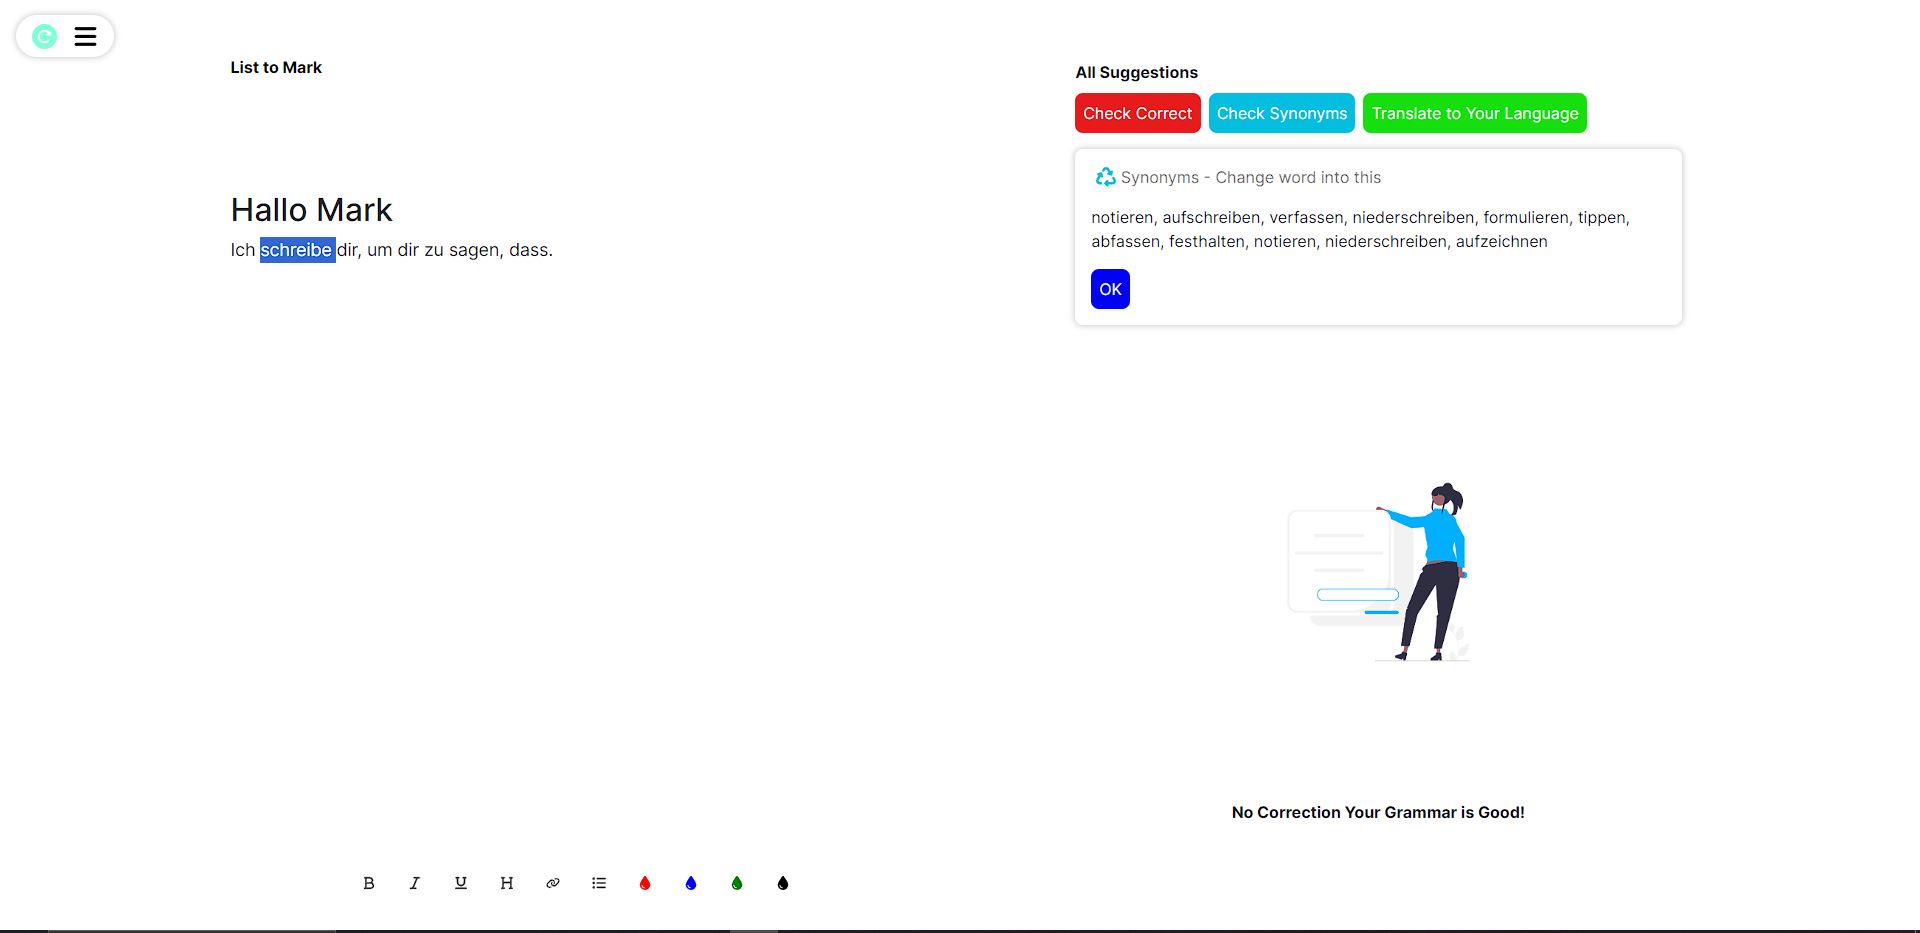 List to Mark
Hallo Mark
Ich schreibe dir, um dir zu sagen, dass.
B I U H
All Suggestions
Check Correct Check Synonyms Translate to Your Language
Synonyms - Change word into this
notieren, aufschreiben, verfassen, niederschreiben, formulieren, tippen,
abfassen, festhalten, notieren, niederschreiben, aufzeichnen
OK
No Correction Your Grammar is Good!